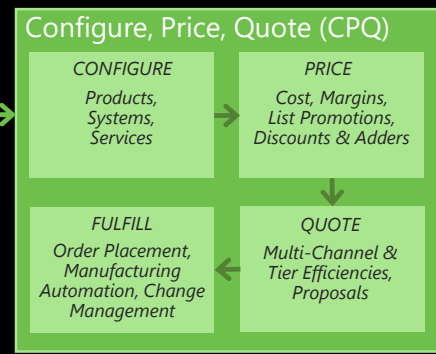 Configure, Price, Quote (CPQ)
CONFIGURE
Products,
Systems,
Services
PRICE
Cost, Margins,
List Promotions,
Discounts & Adders
FULFILL
Order Placement,
Manufacturing
Automation, Change
Management
QUOTE
Multi-Channel &
Tier Efficiencies,
Proposals